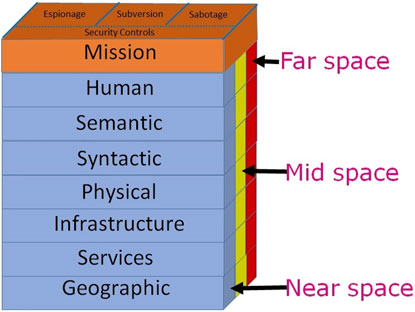 Espionage Subversion Sabotage
Security Controls
Mission
Far space
Human
Semantic
Syntactic
Mid space
Physical
Infrastructure
Services
Geographic
Near space